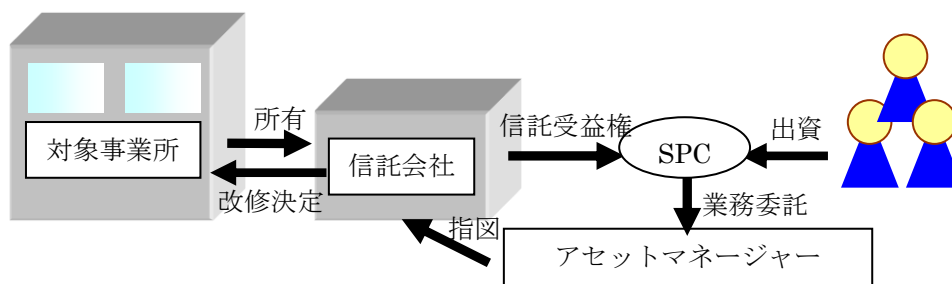 所有
対象事業所
信託会社
改修決定
信託受益権
SPC
出資
業務委託
指図
アセットマネージャー